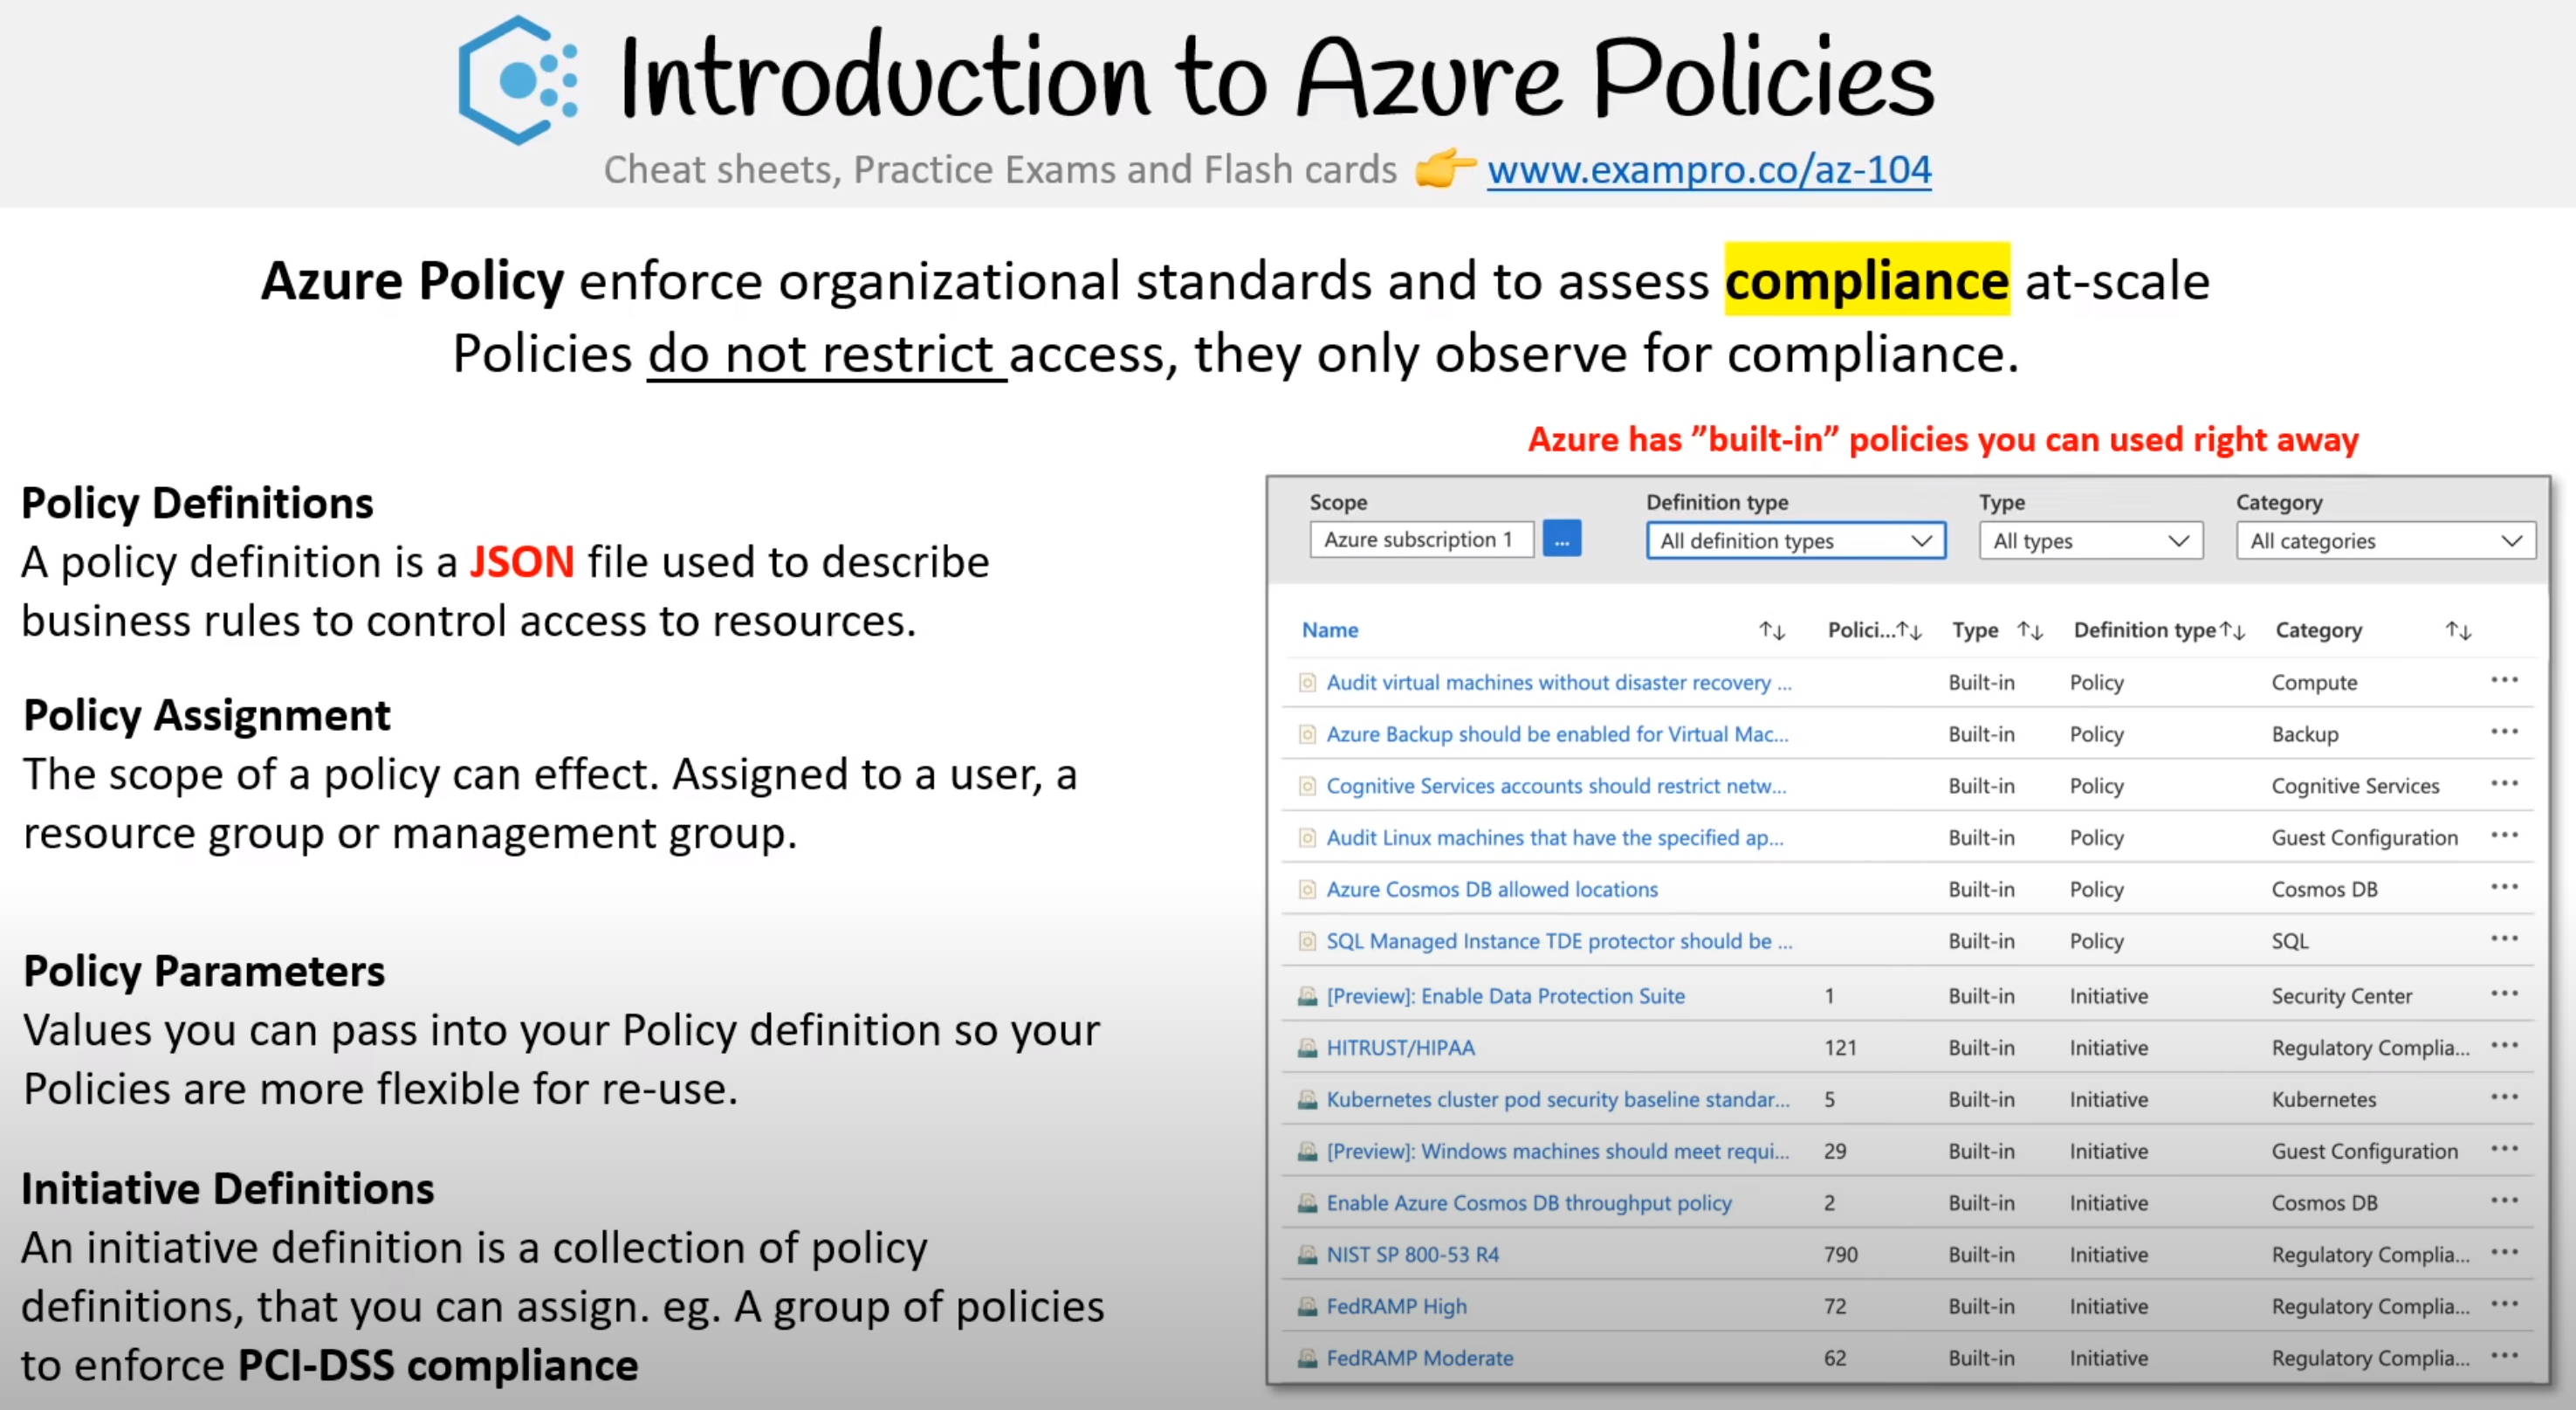 Introduction to Azure Policies
Cheat sheets, Practice Exams and Flash cards 👉 www.exampro.co/az-104
Azure Policy enforce organizational standards and to assess compliance at-scale
Policies do not restrict access, they only observe for compliance.
Policy Definitions
A policy definition is a JSON file used to describe
business rules to control access to resources.
Policy Assignment
The scope of a policy can effect. Assigned to a user, a
resource group or management group.
Policy Parameters
Values you can pass into your Policy definition so your
Policies are more flexible for re-use.
Initiative Definitions
An initiative definition is a collection of policy
definitions, that you can assign. eg. A group of policies
to enforce PCI-DSS compliance
Azure has ”built-in” policies you can used right away
Scope Definition type Type Category
Azure subscription 1 ... All definition types All types All categories
Name ↑↓ Polici...↑↓ Type ↑↓ Definition type↑↓ Category ↑↓
Audit virtual machines without disaster recovery ... Built-in Policy Compute ...
Azure Backup should be enabled for Virtual Mac... Built-in Policy Backup ...
Cognitive Services accounts should restrict netw... Built-in Policy Cognitive Services ...
Audit Linux machines that have the specified ap... Built-in Policy Guest Configuration ...
Azure Cosmos DB allowed locations Built-in Policy Cosmos DB ...
SQL Managed Instance TDE protector should be ... Built-in Policy SQL ...
[Preview]: Enable Data Protection Suite 1 Built-in Initiative Security Center ...
HITRUST/HIPAA 121 Built-in Initiative Regulatory Complia... ...
Kubernetes cluster pod security baseline standar... 5 Built-in Initiative Kubernetes ...
[Preview]: Windows machines should meet requi... 29 Built-in Initiative Guest Configuration ...
Enable Azure Cosmos DB throughput policy 2 Built-in Initiative Cosmos DB ...
NIST SP 800-53 R4 790 Built-in Initiative Regulatory Complia... ...
FedRAMP High 72 Built-in Initiative Regulatory Complia... ...
FedRAMP Moderate 62 Built-in Initiative Regulatory Complia... ...